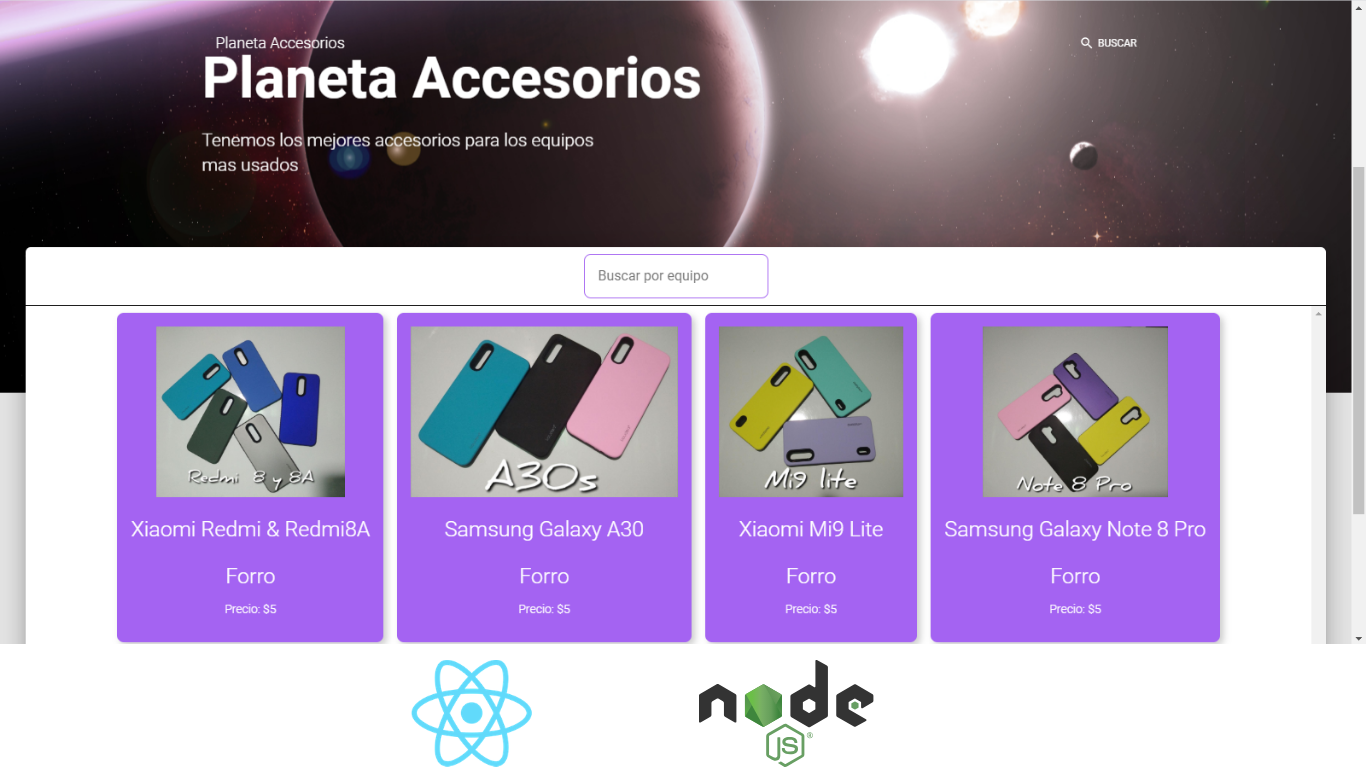 Planeta Accesorios
BUSCAR
Planeta Accesorios
Tenemos los mejores accesorios para los equipos
mas usados
Buscar por equipo
Redmi 8 y 8A
A30s
Mi9 lite
Note 8 Pro
Xiaomi Redmi & Redmi8A
Samsung Galaxy A30
Xiaomi Mi9 Lite
Samsung Galaxy Note 8 Pro
Forro
Forro
Forro
Forro
Precio: $5
Precio: $5
Precio: $5
Precio: $5
node
JS®